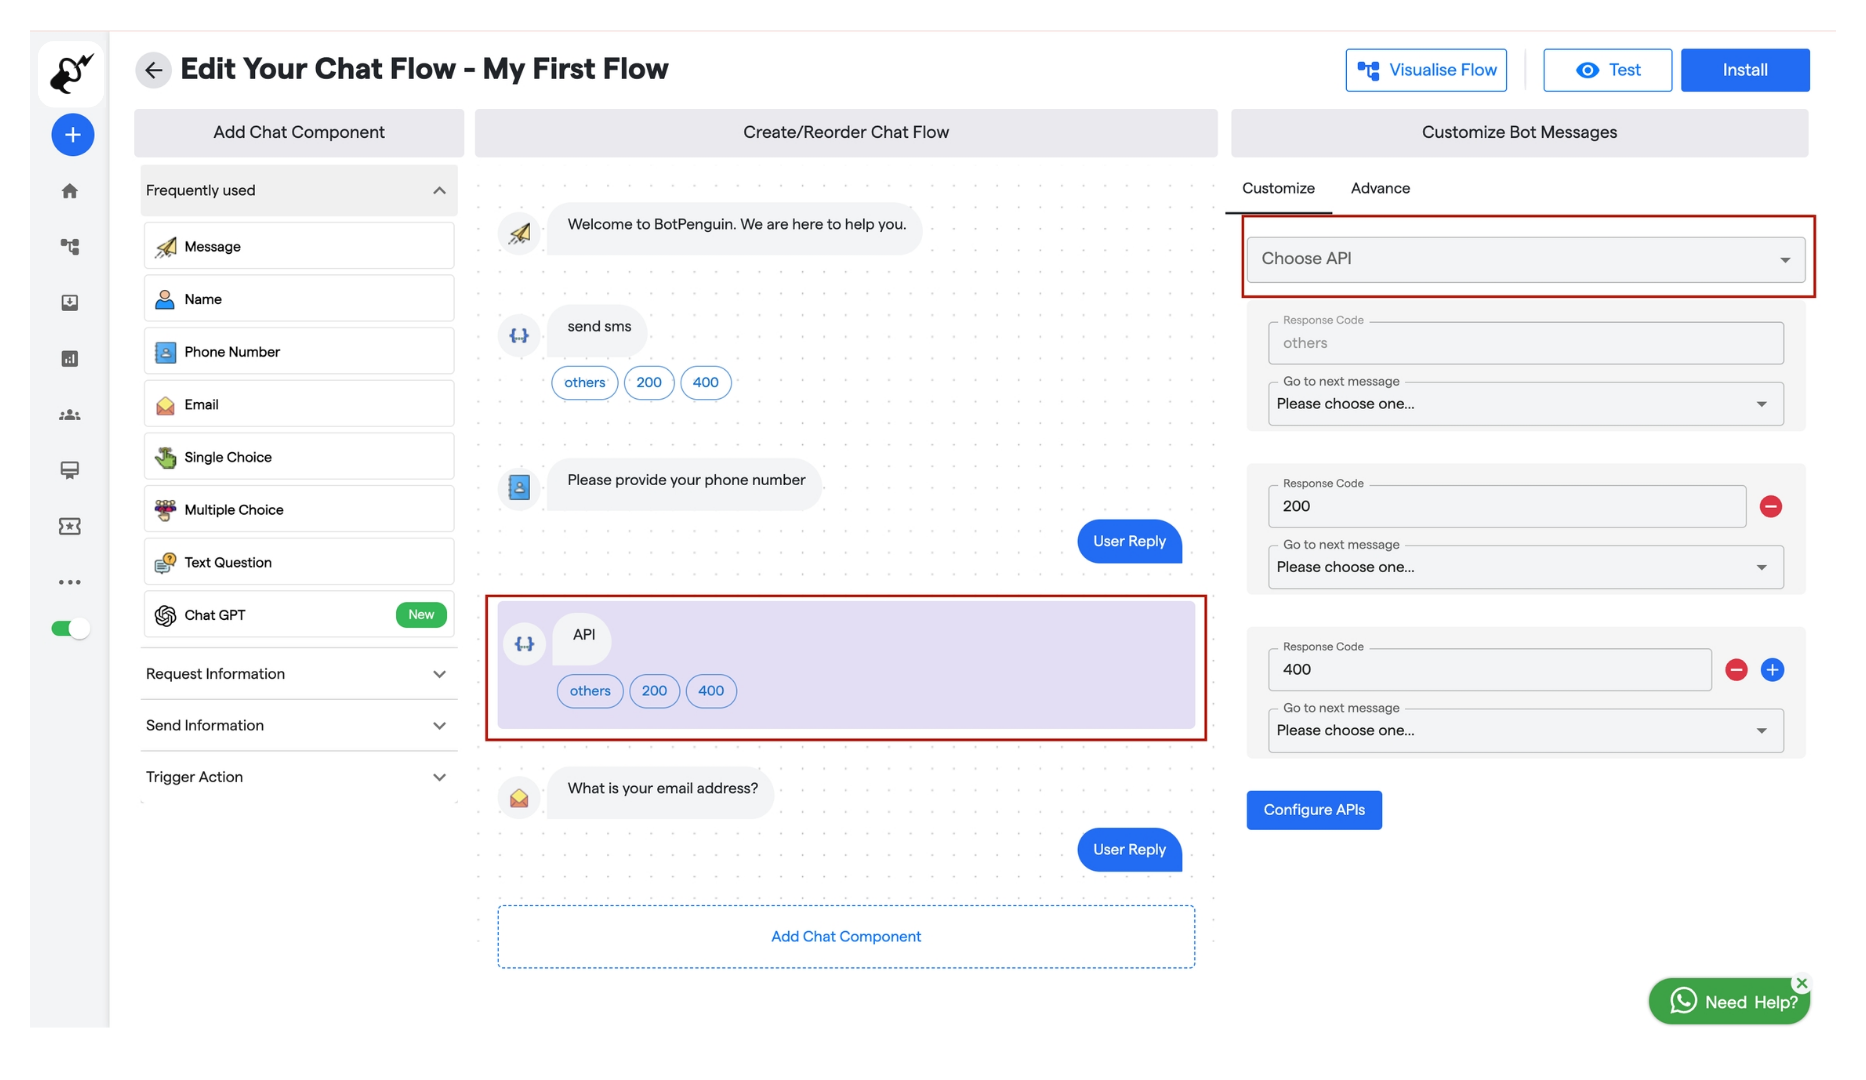 Edit Your Chat Flow - My First Flow
Visualise Flow
Test
Install
Add Chat Component
Frequently used
Message
Name
Phone Number
Email
Single Choice
Multiple Choice
Text Question
Chat GPT
New
Request Information
Send Information
Trigger Action
Create/Reorder Chat Flow
Welcome to BotPenguin. We are here to help you.
send sms
others 200 400
Please provide your phone number
User Reply
API
others 200 400
What is your email address?
User Reply
Add Chat Component
Customize Bot Messages
Customize Advance
Choose API
Response Code
others
Go to next message
Please choose one...
Response Code
200
Go to next message
Please choose one...
Response Code
400
Go to next message
Please choose one...
Configure APIs
Need Help?